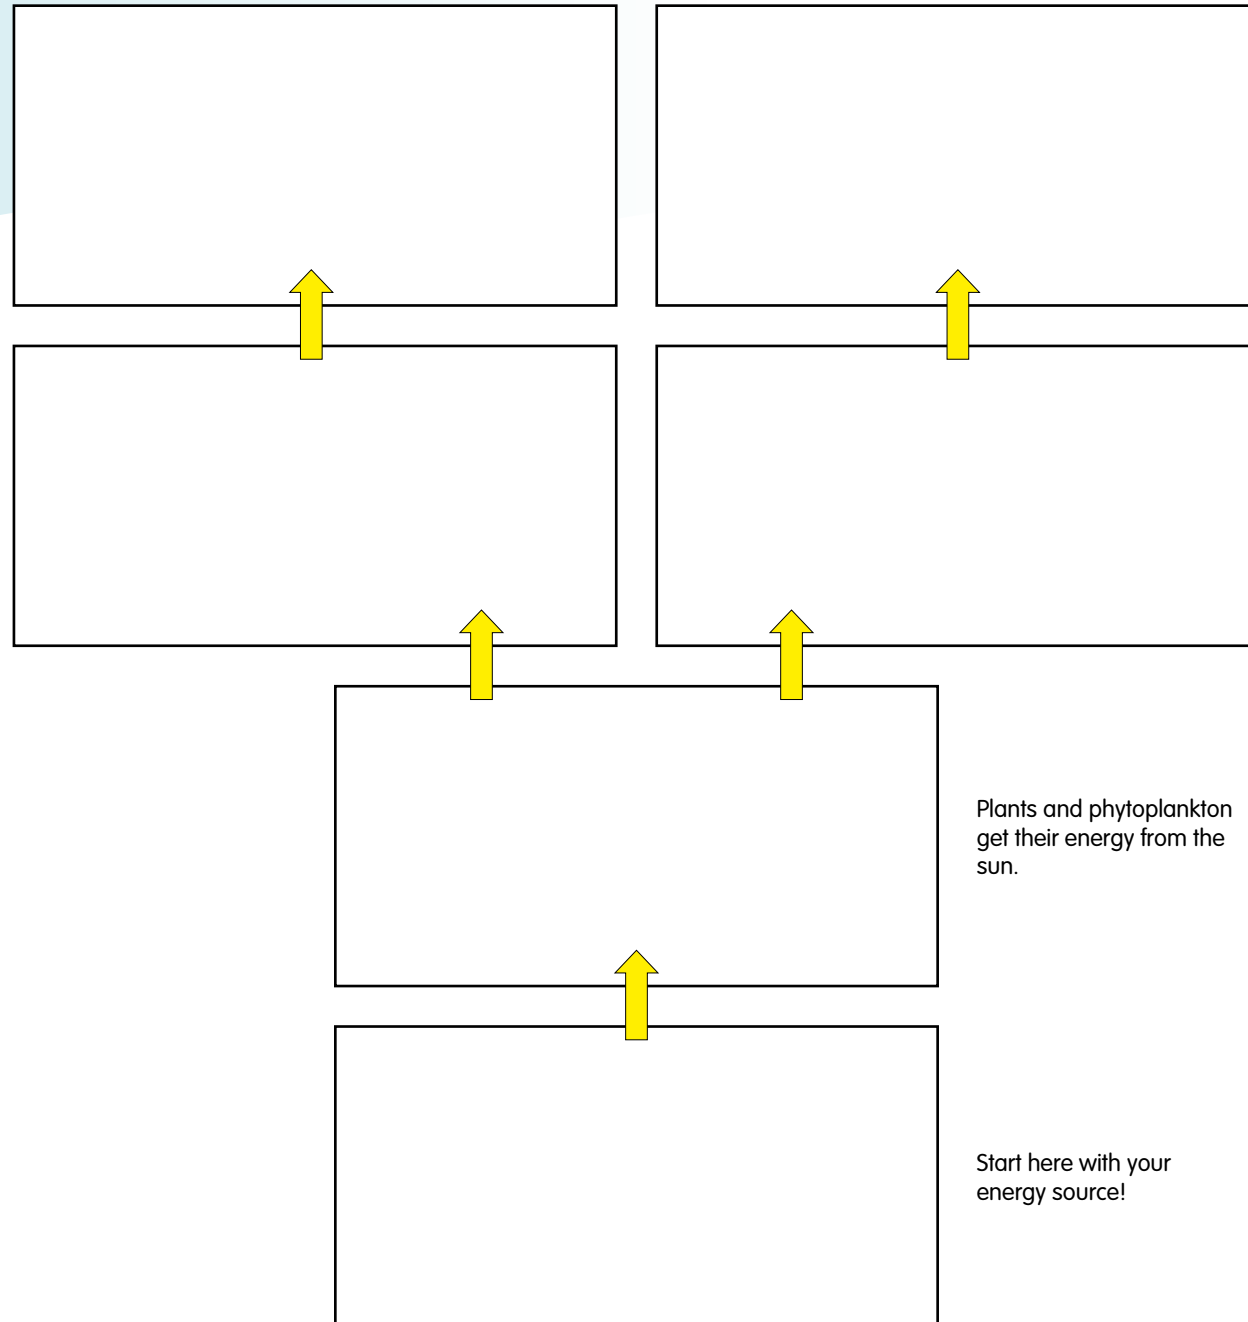 Plants and phytoplankton
get their energy from the
sun.
Start here with your
energy source!